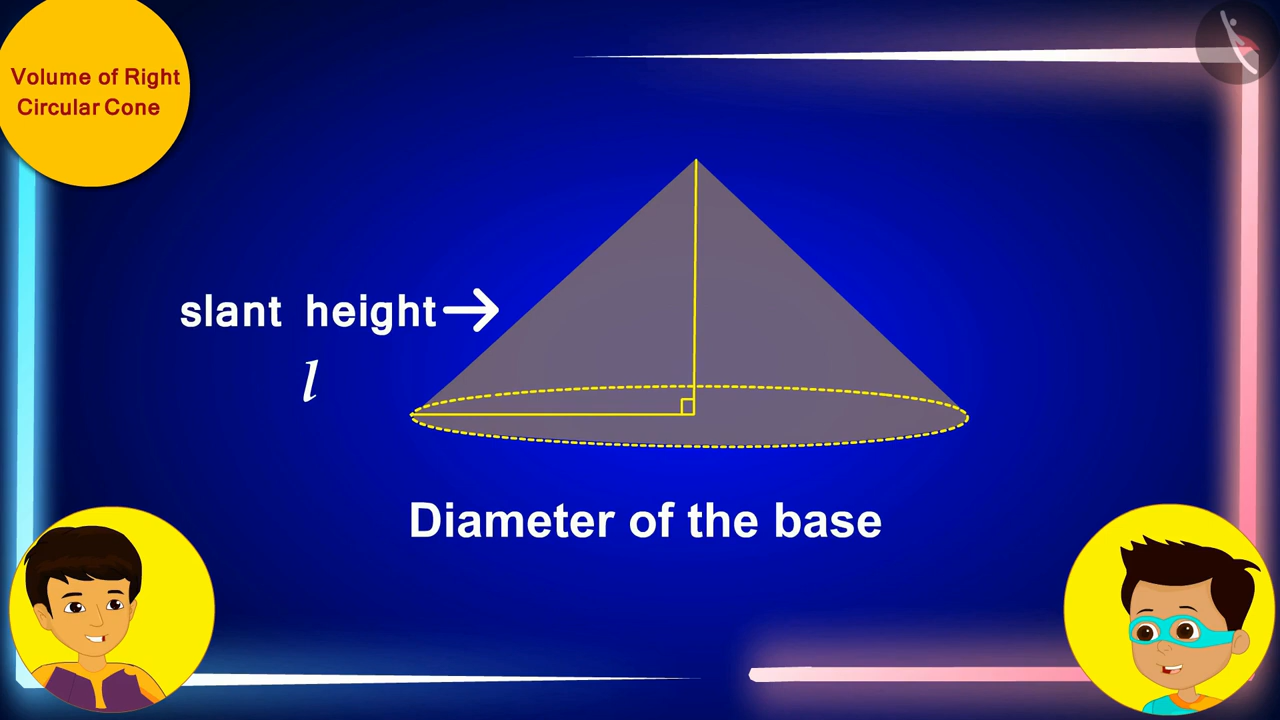 Volume of Right
Circular Cone
slant height→
l
Diameter of the base